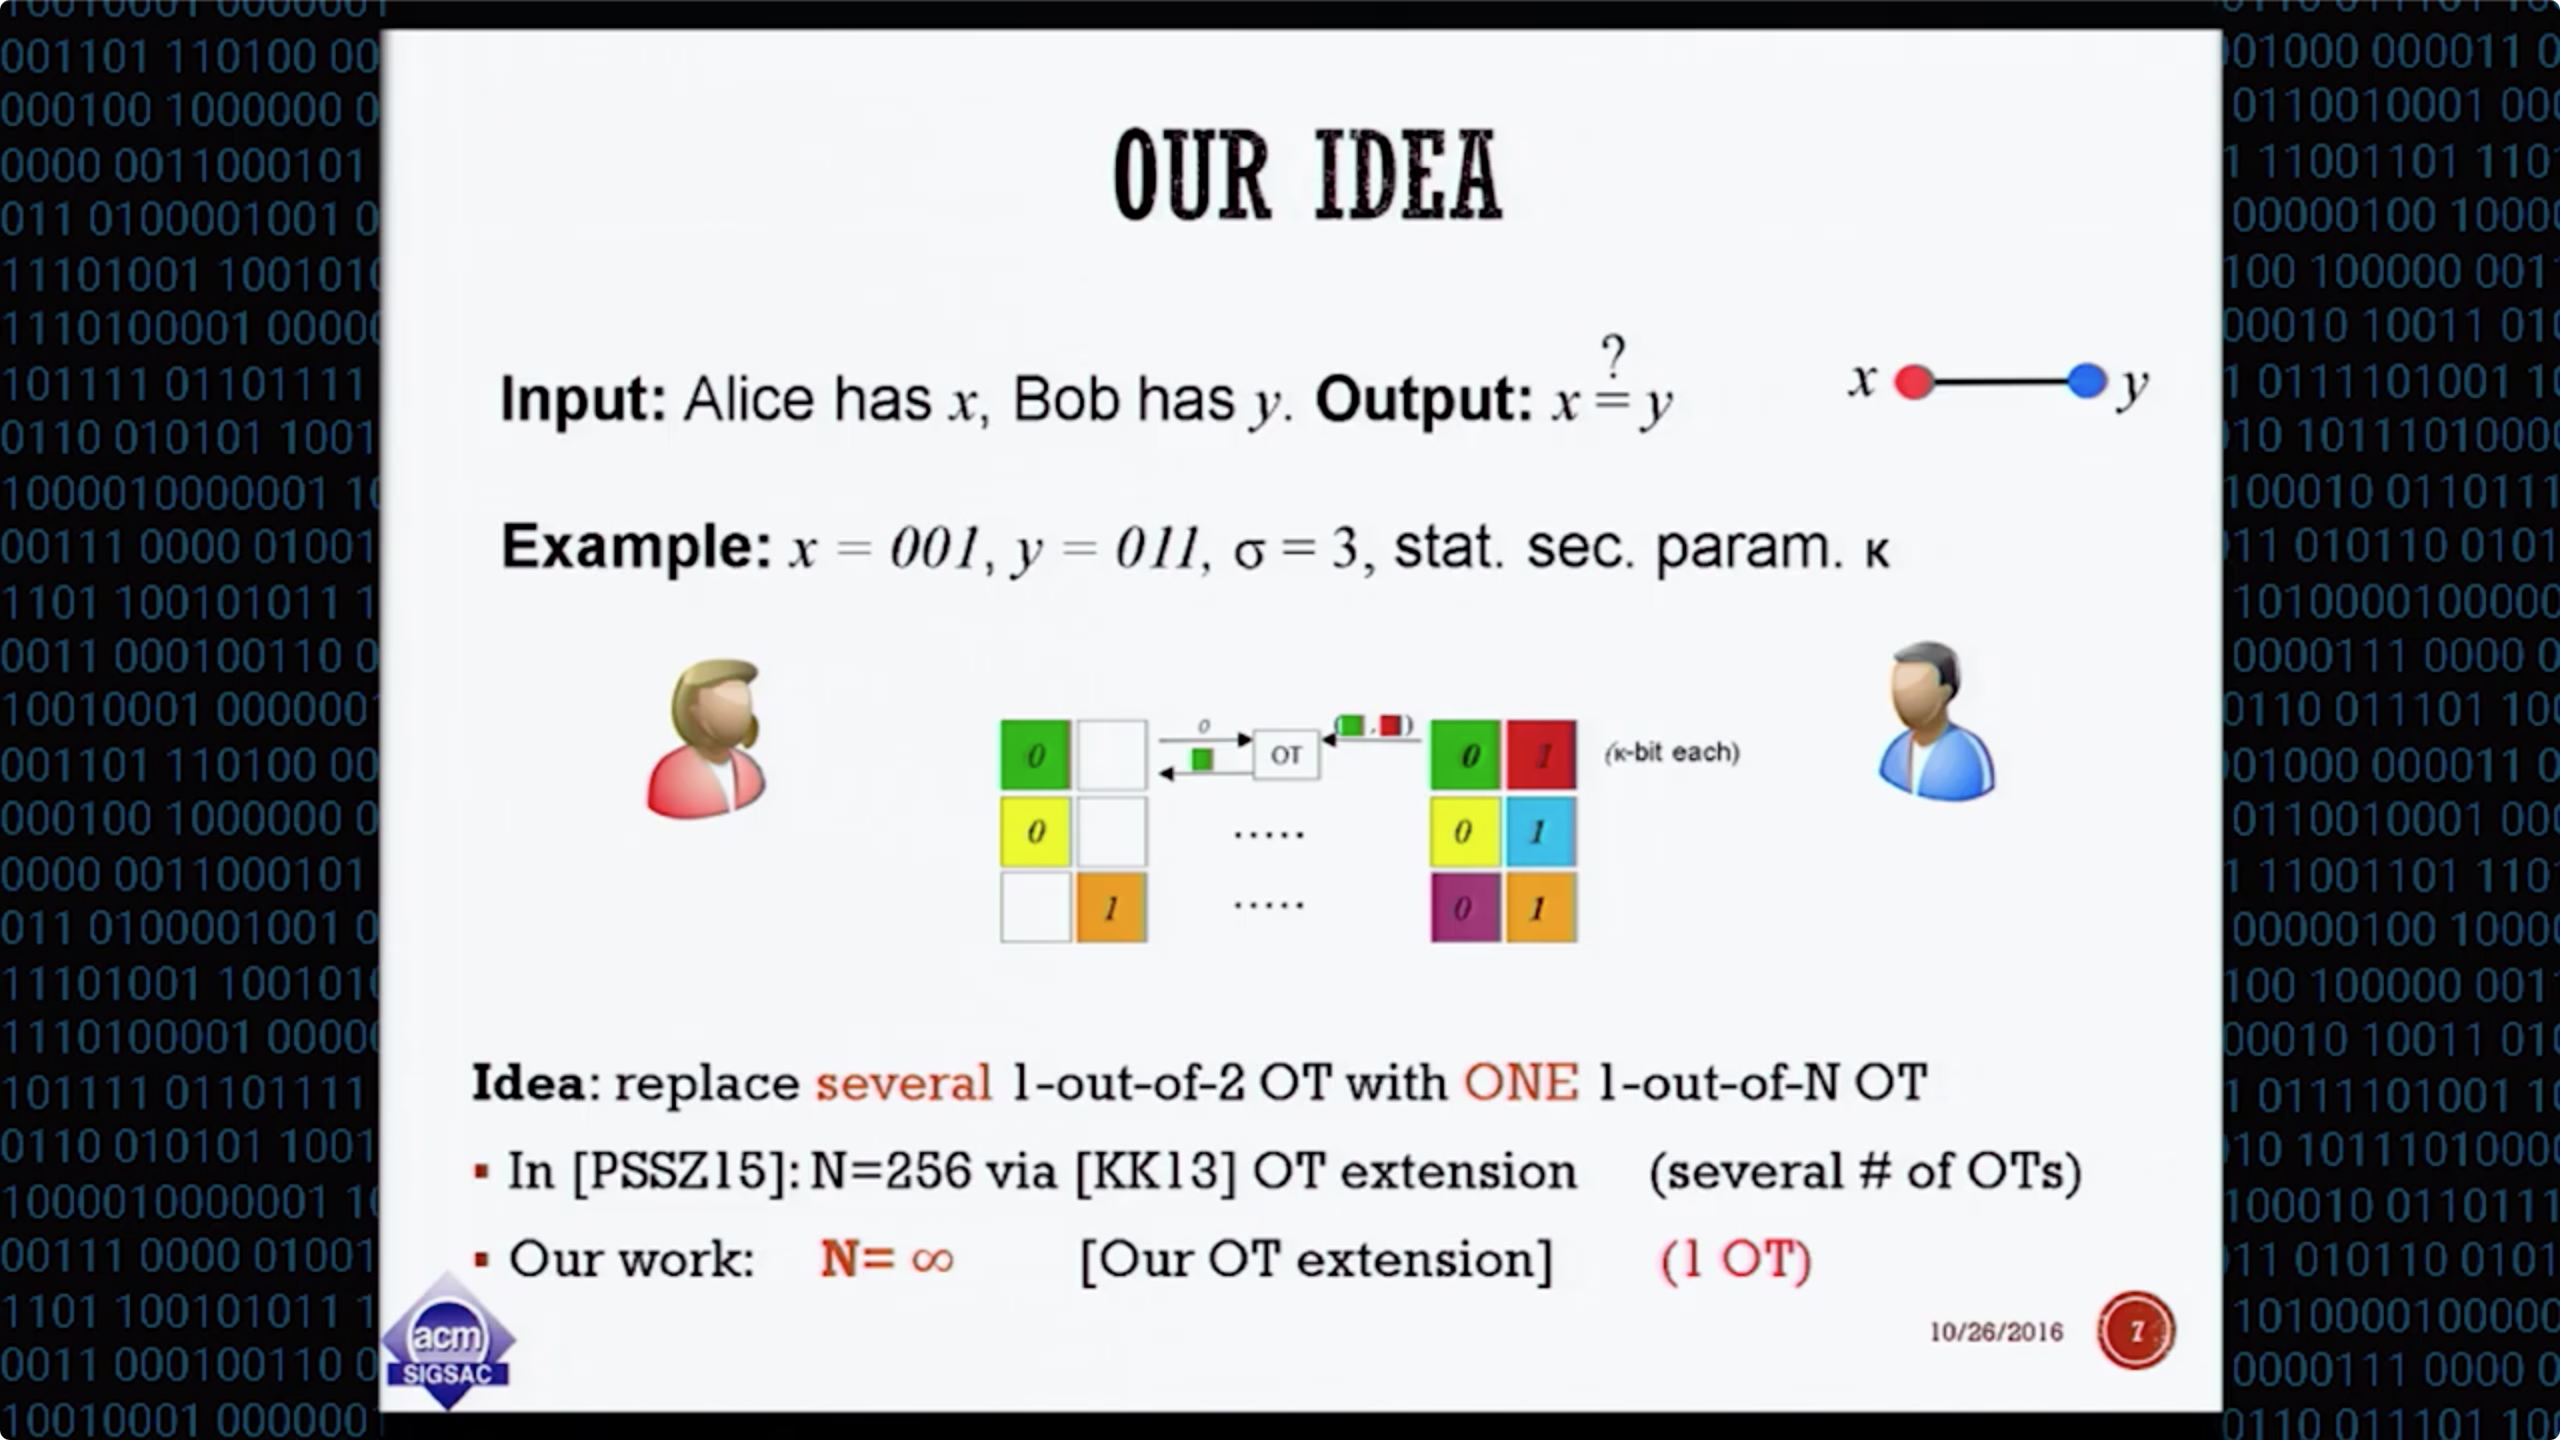 OUR IDEA
?
Input: Alice has x, Bob has y. Output: x = y
x y
Example: x = 001, y = 011, σ = 3, stat. sec. param. κ
0 OT ( , ) 0 1 (κ-bit each)
0
0 ..... 0 1
1 ..... 0 1
Idea: replace several 1-out-of-2 OT with ONE 1-out-of-N OT
▪ In [PSSZ15]: N=256 via [KK13] OT extension (several # of OTs)
▪ Our work: N= ∞ [Our OT extension] (1 OT)
10/26/2016 7
acm
SIGSAC